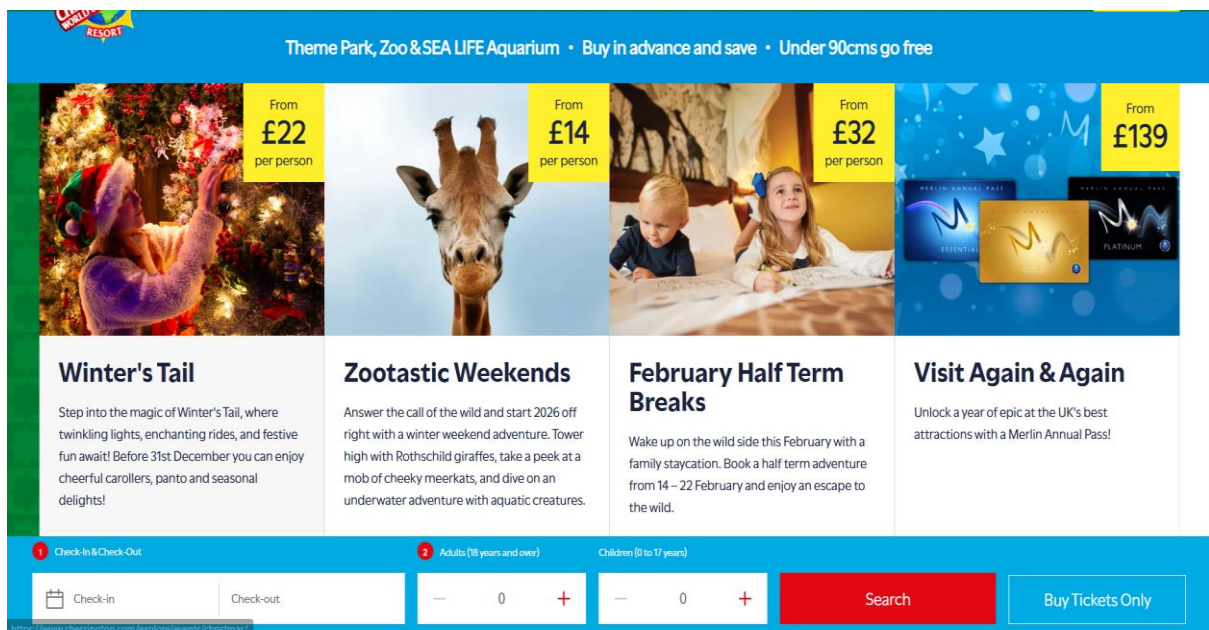 WORLD
RESORT
Theme Park, Zoo & SEA LIFE Aquarium • Buy in advance and save • Under 90cms go free
From
£22
per person
From
£14
per person
From
£32
per person
From
£139
MERLIN ANNUAL PASS
ESSENTIAL
MERLIN ANNUAL PASS
GOLD
MERLIN ANNUAL PASS
PLATINUM
Winter's Tail
Step into the magic of Winter's Tail, where
twinkling lights, enchanting rides, and festive
fun await! Before 31st December you can enjoy
cheerful carollers, panto and seasonal
delights!
Zootastic Weekends
Answer the call of the wild and start 2026 off
right with a winter weekend adventure. Tower
high with Rothschild giraffes, take a peek at a
mob of cheeky meerkats, and dive on an
underwater adventure with aquatic creatures.
February Half Term
Breaks
Wake up on the wild side this February with a
family staycation. Book a half term adventure
from 14 – 22 February and enjoy an escape to
the wild.
Visit Again & Again
Unlock a year of epic at the UK's best
attractions with a Merlin Annual Pass!
1 Check-In & Check-Out
2 Adults (18 years and over)
Children (0 to 17 years)
Check-in
Check-out
— 0 +
— 0 +
Search
Buy Tickets Only
https://www.chessington.com/explore/events/christmas/